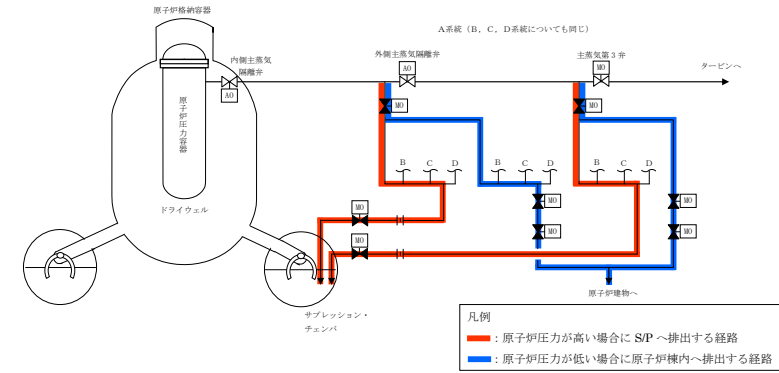 原子炉格納容器
A系統（B，C，D系統についても同じ）
内側主蒸気
隔離弁
外側主蒸気隔離弁
主蒸気第３弁
タービンへ
AO
AO
MO
原子炉圧力容器
MO
MO
B
C
D
B
C
D
B
C
D
MO
MO
MO
MO
MO
MO
ドライウェル
原子炉建物へ
サプレッション・
チェンバ
凡例
：原子炉圧力が高い場合に S/P へ排出する経路
：原子炉圧力が低い場合に原子炉棟内へ排出する経路